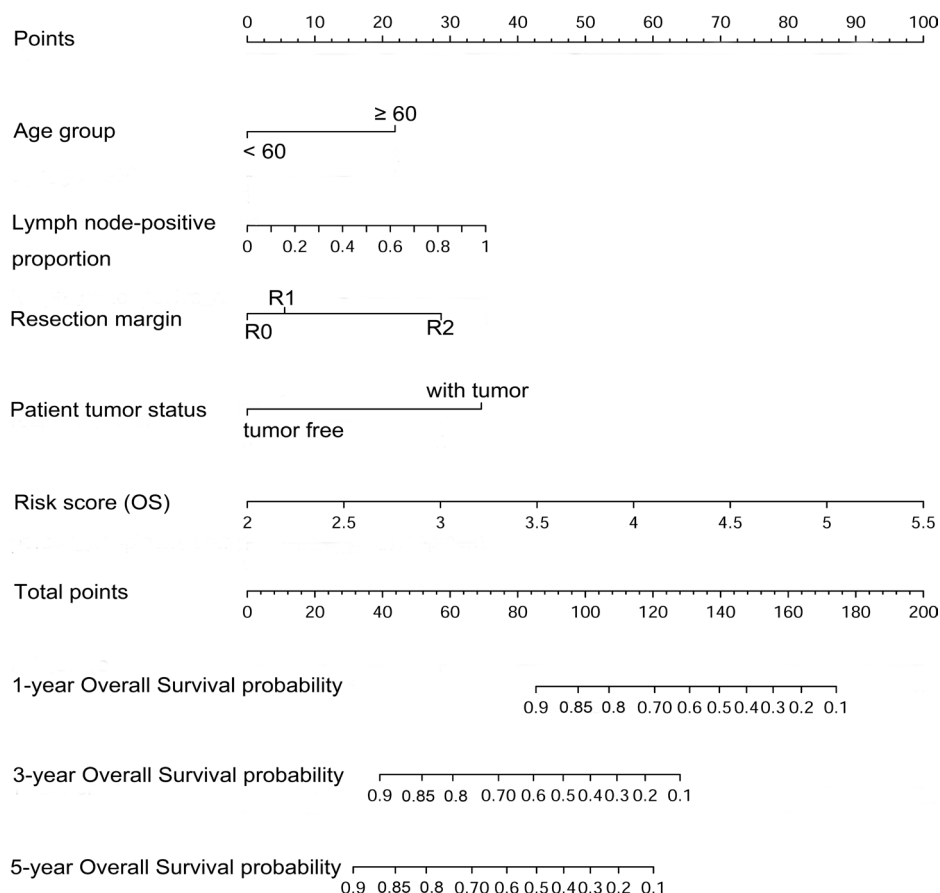 Points 0 10 20 30 40 50 60 70 80 90 100
≥ 60
Age group
< 60
Lymph node-positive
proportion
0 0.2 0.4 0.6 0.8 1
R1
Resection margin
R0 R2
with tumor
Patient tumor status
tumor free
Risk score (OS)
2 2.5 3 3.5 4 4.5 5 5.5
Total points
0 20 40 60 80 100 120 140 160 180 200
1-year Overall Survival probability
0.9 0.85 0.8 0.70 0.6 0.5 0.4 0.3 0.2 0.1
3-year Overall Survival probability
0.9 0.85 0.8 0.70 0.6 0.5 0.4 0.3 0.2 0.1
5-year Overall Survival probability
0.9 0.85 0.8 0.70 0.6 0.5 0.4 0.3 0.2 0.1